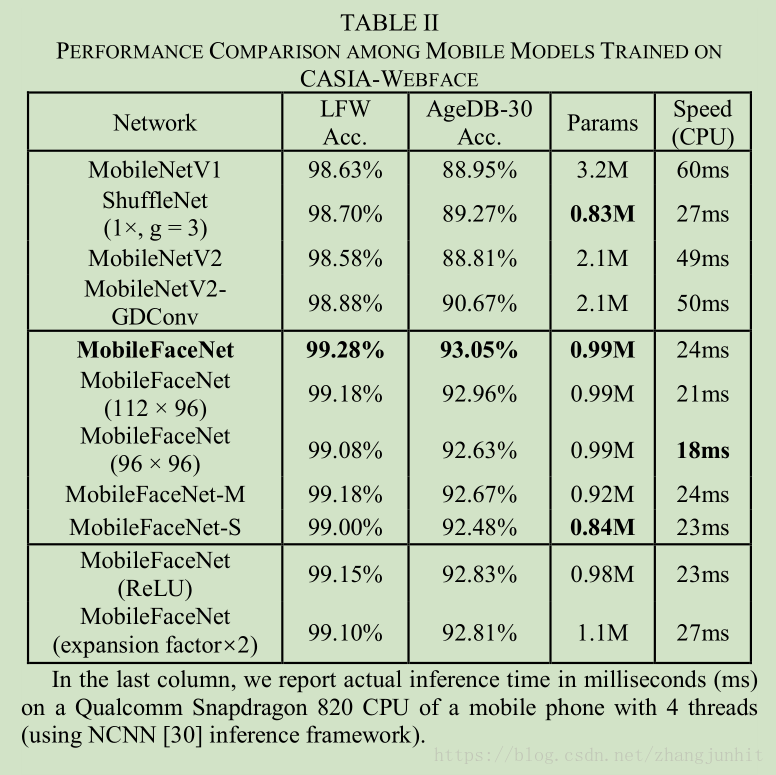 TABLE II
PERFORMANCE COMPARISON AMONG MOBILE MODELS TRAINED ON
CASIA-WEBFACE
Network LFW Acc. AgeDB-30 Acc. Params Speed (CPU)
MobileNetV1 98.63% 88.95% 3.2M 60ms
ShuffleNet (1×, g = 3) 98.70% 89.27% 0.83M 27ms
MobileNetV2 98.58% 88.81% 2.1M 49ms
MobileNetV2-GDConv 98.88% 90.67% 2.1M 50ms
MobileFaceNet 99.28% 93.05% 0.99M 24ms
MobileFaceNet (112 × 96) 99.18% 92.96% 0.99M 21ms
MobileFaceNet (96 × 96) 99.08% 92.63% 0.99M 18ms
MobileFaceNet-M 99.18% 92.67% 0.92M 24ms
MobileFaceNet-S 99.00% 92.48% 0.84M 23ms
MobileFaceNet (ReLU) 99.15% 92.83% 0.98M 23ms
MobileFaceNet (expansion factor×2) 99.10% 92.81% 1.1M 27ms
In the last column, we report actual inference time in milliseconds (ms)
on a Qualcomm Snapdragon 820 CPU of a mobile phone with 4 threads
(using NCNN [30] inference framework).
https://blog.csdn.net/zhangjunhit